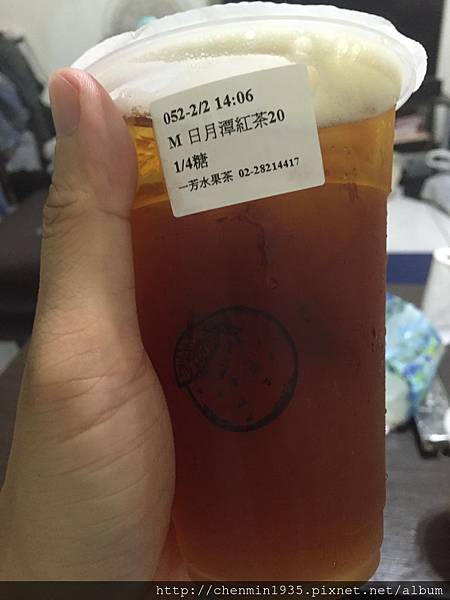 052-2/2 14:06
M 日月潭紅茶20
1/4糖
一芳水果茶 02-28214417
http://chenmin1935.pixnet.net/album